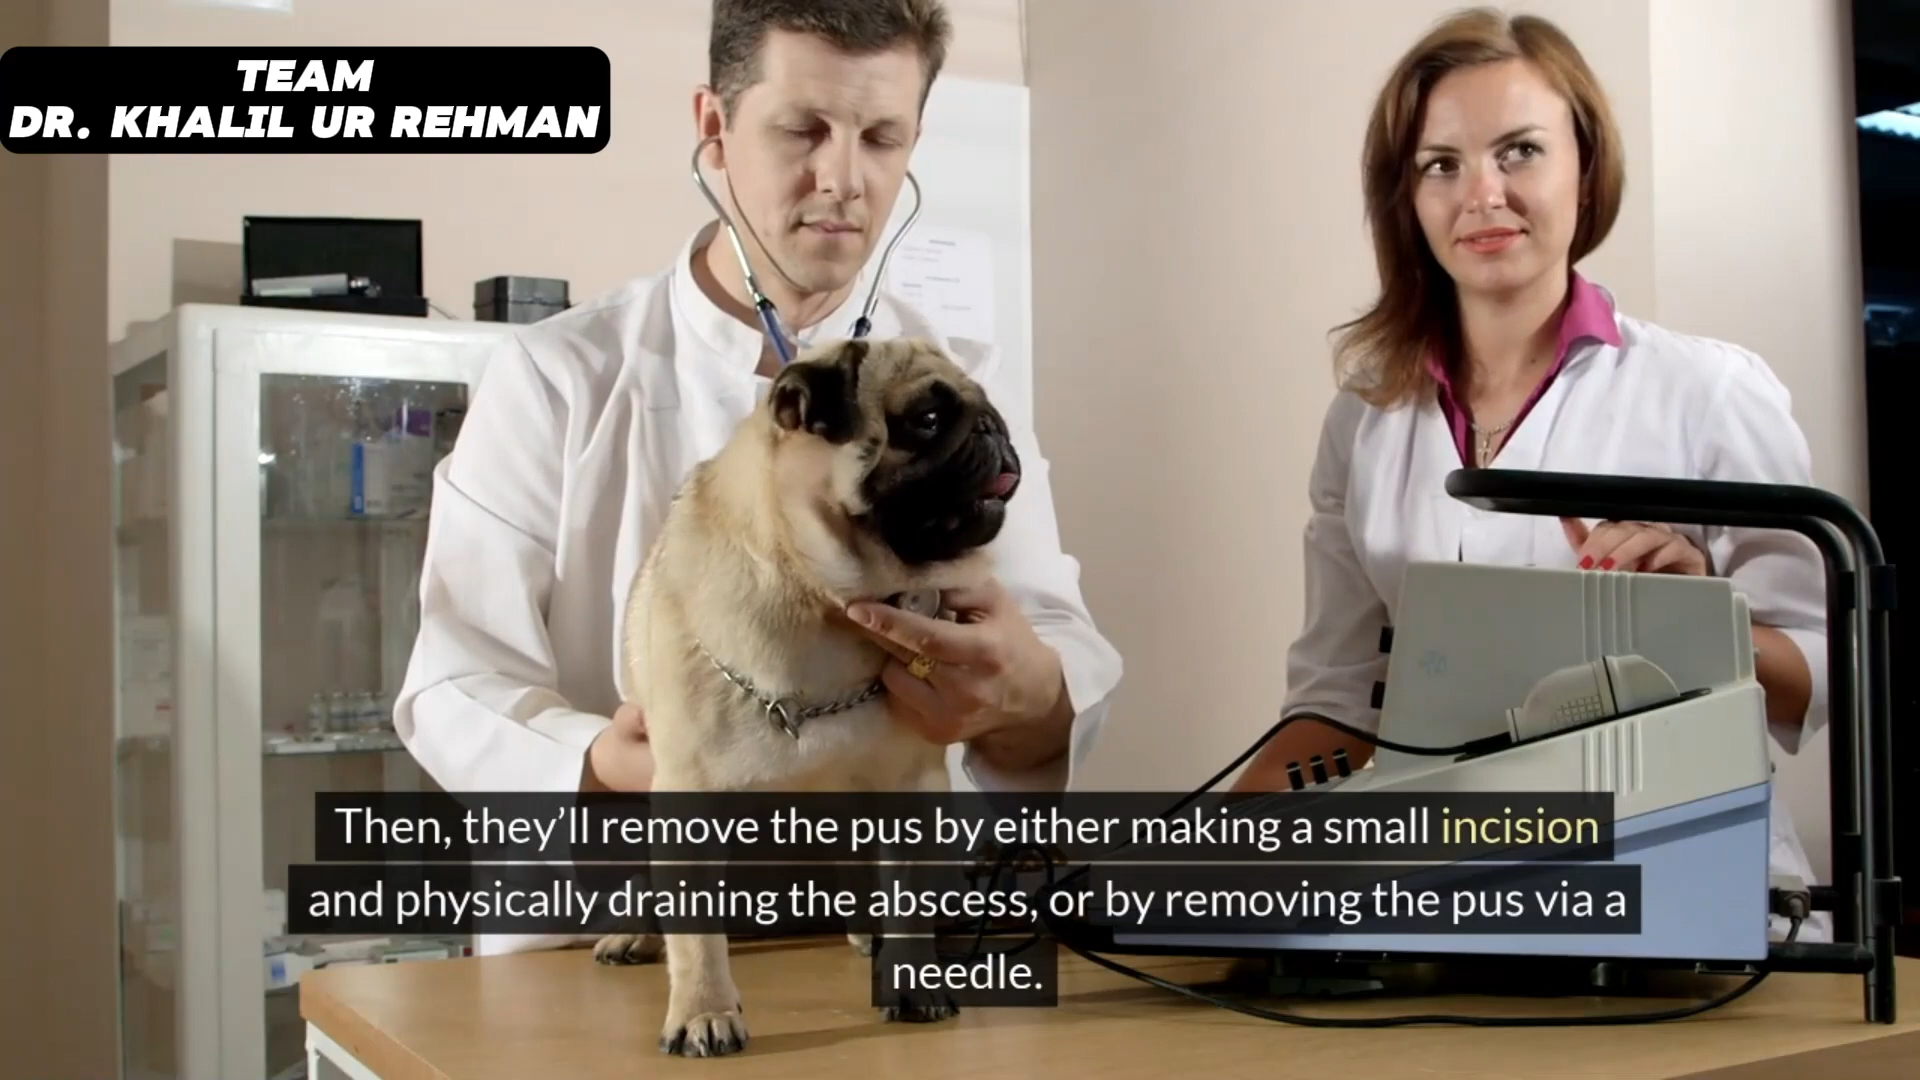 TEAM
DR. KHALIL UR REHMAN
Then, they’ll remove the pus by either making a small incision
and physically draining the abscess, or by removing the pus via a
needle.